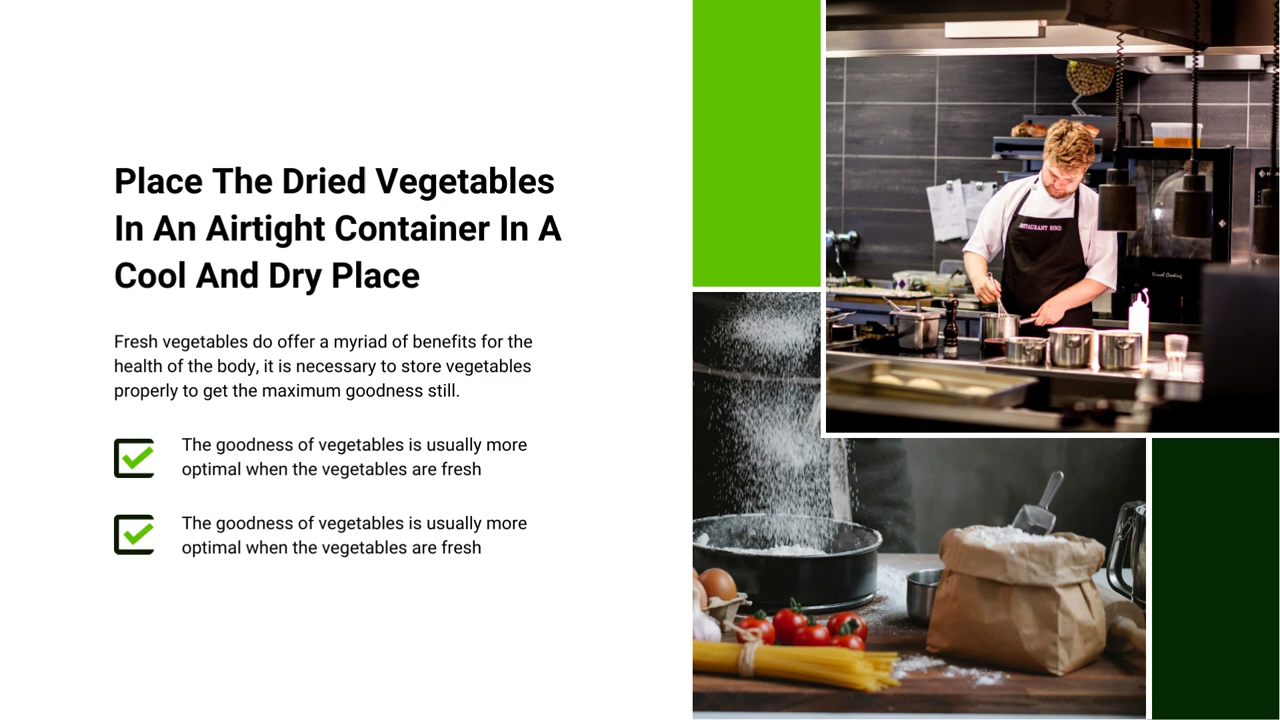 Place The Dried Vegetables
In An Airtight Container In A
Cool And Dry Place
Fresh vegetables do offer a myriad of benefits for the
health of the body, it is necessary to store vegetables
properly to get the maximum goodness still.
The goodness of vegetables is usually more
optimal when the vegetables are fresh
The goodness of vegetables is usually more
optimal when the vegetables are fresh
Visual Cooking